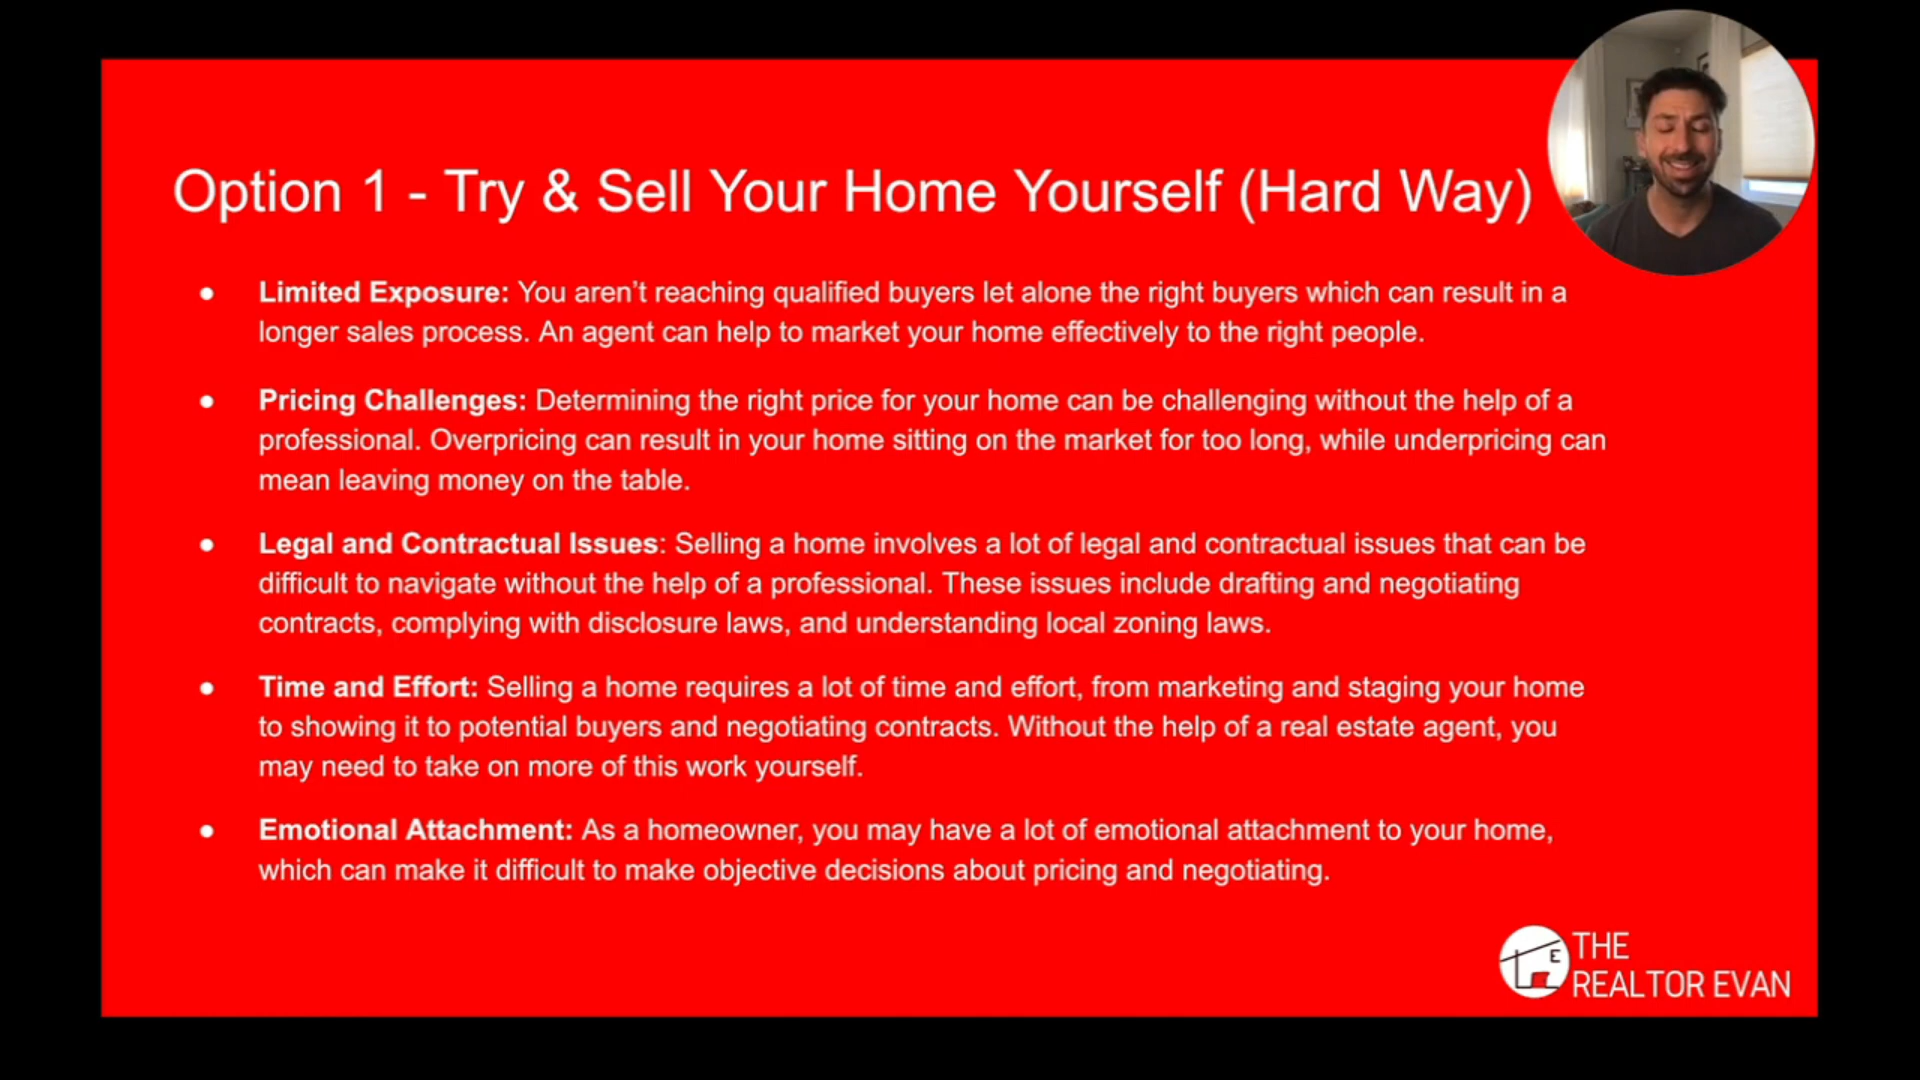 Option 1 - Try & Sell Your Home Yourself (Hard Way)
● Limited Exposure: You aren’t reaching qualified buyers let alone the right buyers which can result in a
longer sales process. An agent can help to market your home effectively to the right people.
● Pricing Challenges: Determining the right price for your home can be challenging without the help of a
professional. Overpricing can result in your home sitting on the market for too long, while underpricing can
mean leaving money on the table.
● Legal and Contractual Issues: Selling a home involves a lot of legal and contractual issues that can be
difficult to navigate without the help of a professional. These issues include drafting and negotiating
contracts, complying with disclosure laws, and understanding local zoning laws.
● Time and Effort: Selling a home requires a lot of time and effort, from marketing and staging your home
to showing it to potential buyers and negotiating contracts. Without the help of a real estate agent, you
may need to take on more of this work yourself.
● Emotional Attachment: As a homeowner, you may have a lot of emotional attachment to your home,
which can make it difficult to make objective decisions about pricing and negotiating.
E
THE
REALTOR EVAN